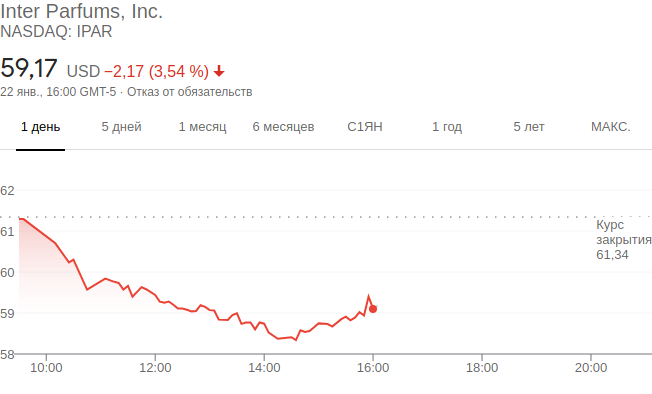 Inter Parfums, Inc.
NASDAQ: IPAR
59,17 USD −2,17 (3,54 %)
22 янв., 16:00 GMT-5 · Отказ от обязательств
1 день 5 дней 1 месяц 6 месяцев С1ЯН 1 год 5 лет МАКС.
62
61
60
59
58
Курс
закрытия
61,34
10:00 12:00 14:00 16:00 18:00 20:00